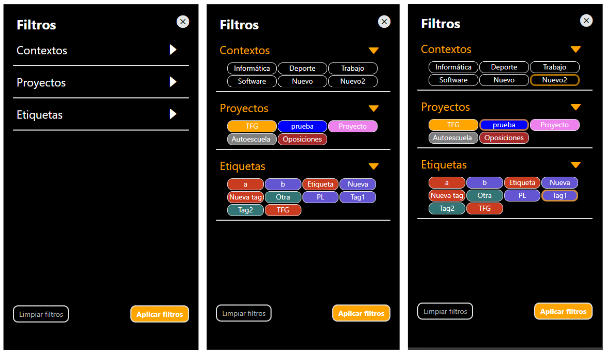 Filtros
Contextos
Proyectos
Etiquetas
Limpiar filtros Aplicar filtros
Filtros
Contextos
Informática Deporte Trabajo
Software Nuevo Nuevo2
Proyectos
TFG prueba Proyecto
Autoescuela Oposiciones
Etiquetas
a b Etiqueta Nueva
Nueva tag Otra PL Tag1
Tag2 TFG
Limpiar filtros Aplicar filtros
Filtros
Contextos
Informática Deporte Trabajo
Software Nuevo Nuevo2
Proyectos
TFG prueba Proyecto
Autoescuela Oposiciones
Etiquetas
a b Etiqueta Nueva
Nueva tag Otra PL Tag1
Tag2 TFG
Limpiar filtros Aplicar filtros